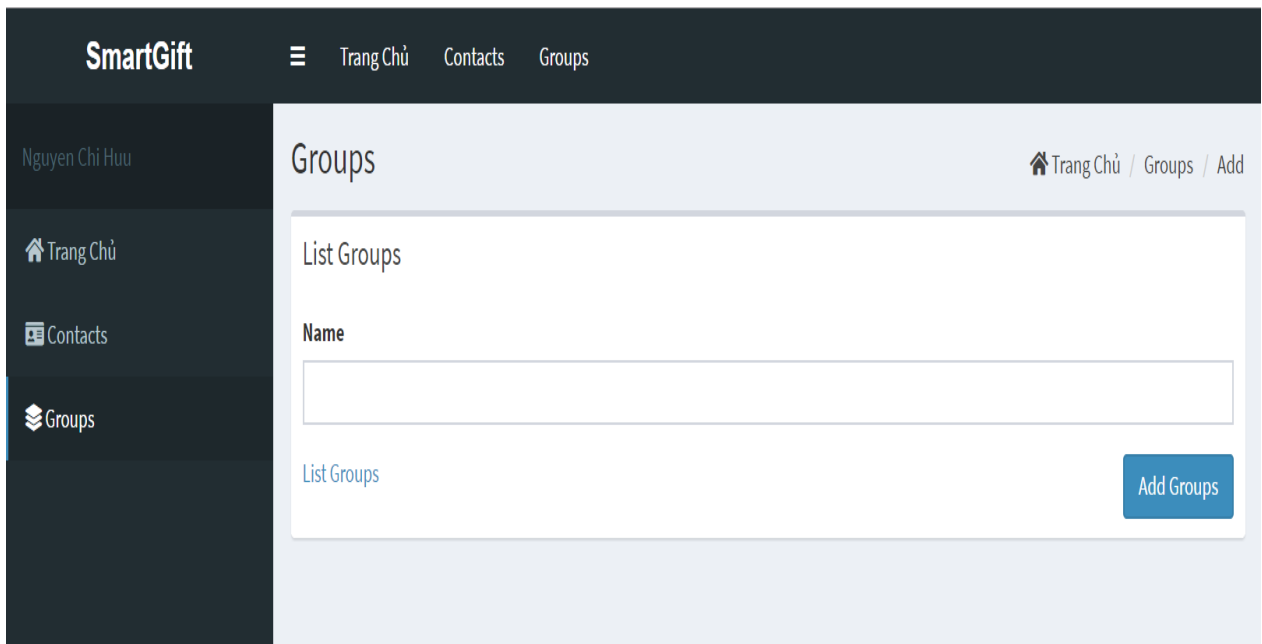 SmartGift
Trang Chủ Contacts Groups
Nguyen Chi Huu
Trang Chủ
Contacts
Groups
Groups
Trang Chủ / Groups / Add
List Groups
Name
List Groups
Add Groups